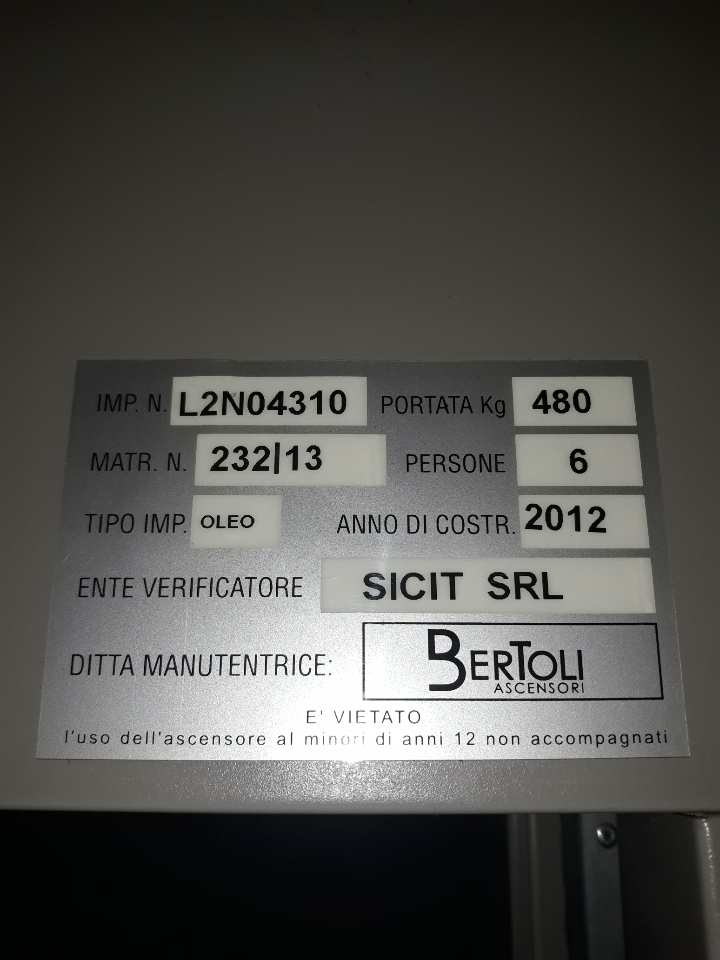 IMP. N. L2N04310 PORTATA Kg 480
MATR. N. 232|13 PERSONE 6
TIPO IMP. OLEO ANNO DI COSTR. 2012
ENTE VERIFICATORE SICIT SRL
DITTA MANUTENTRICE: BERTOLI
ASCENSORI
E' VIETATO
l'uso dell'ascensore al minori di anni 12 non accompagnati